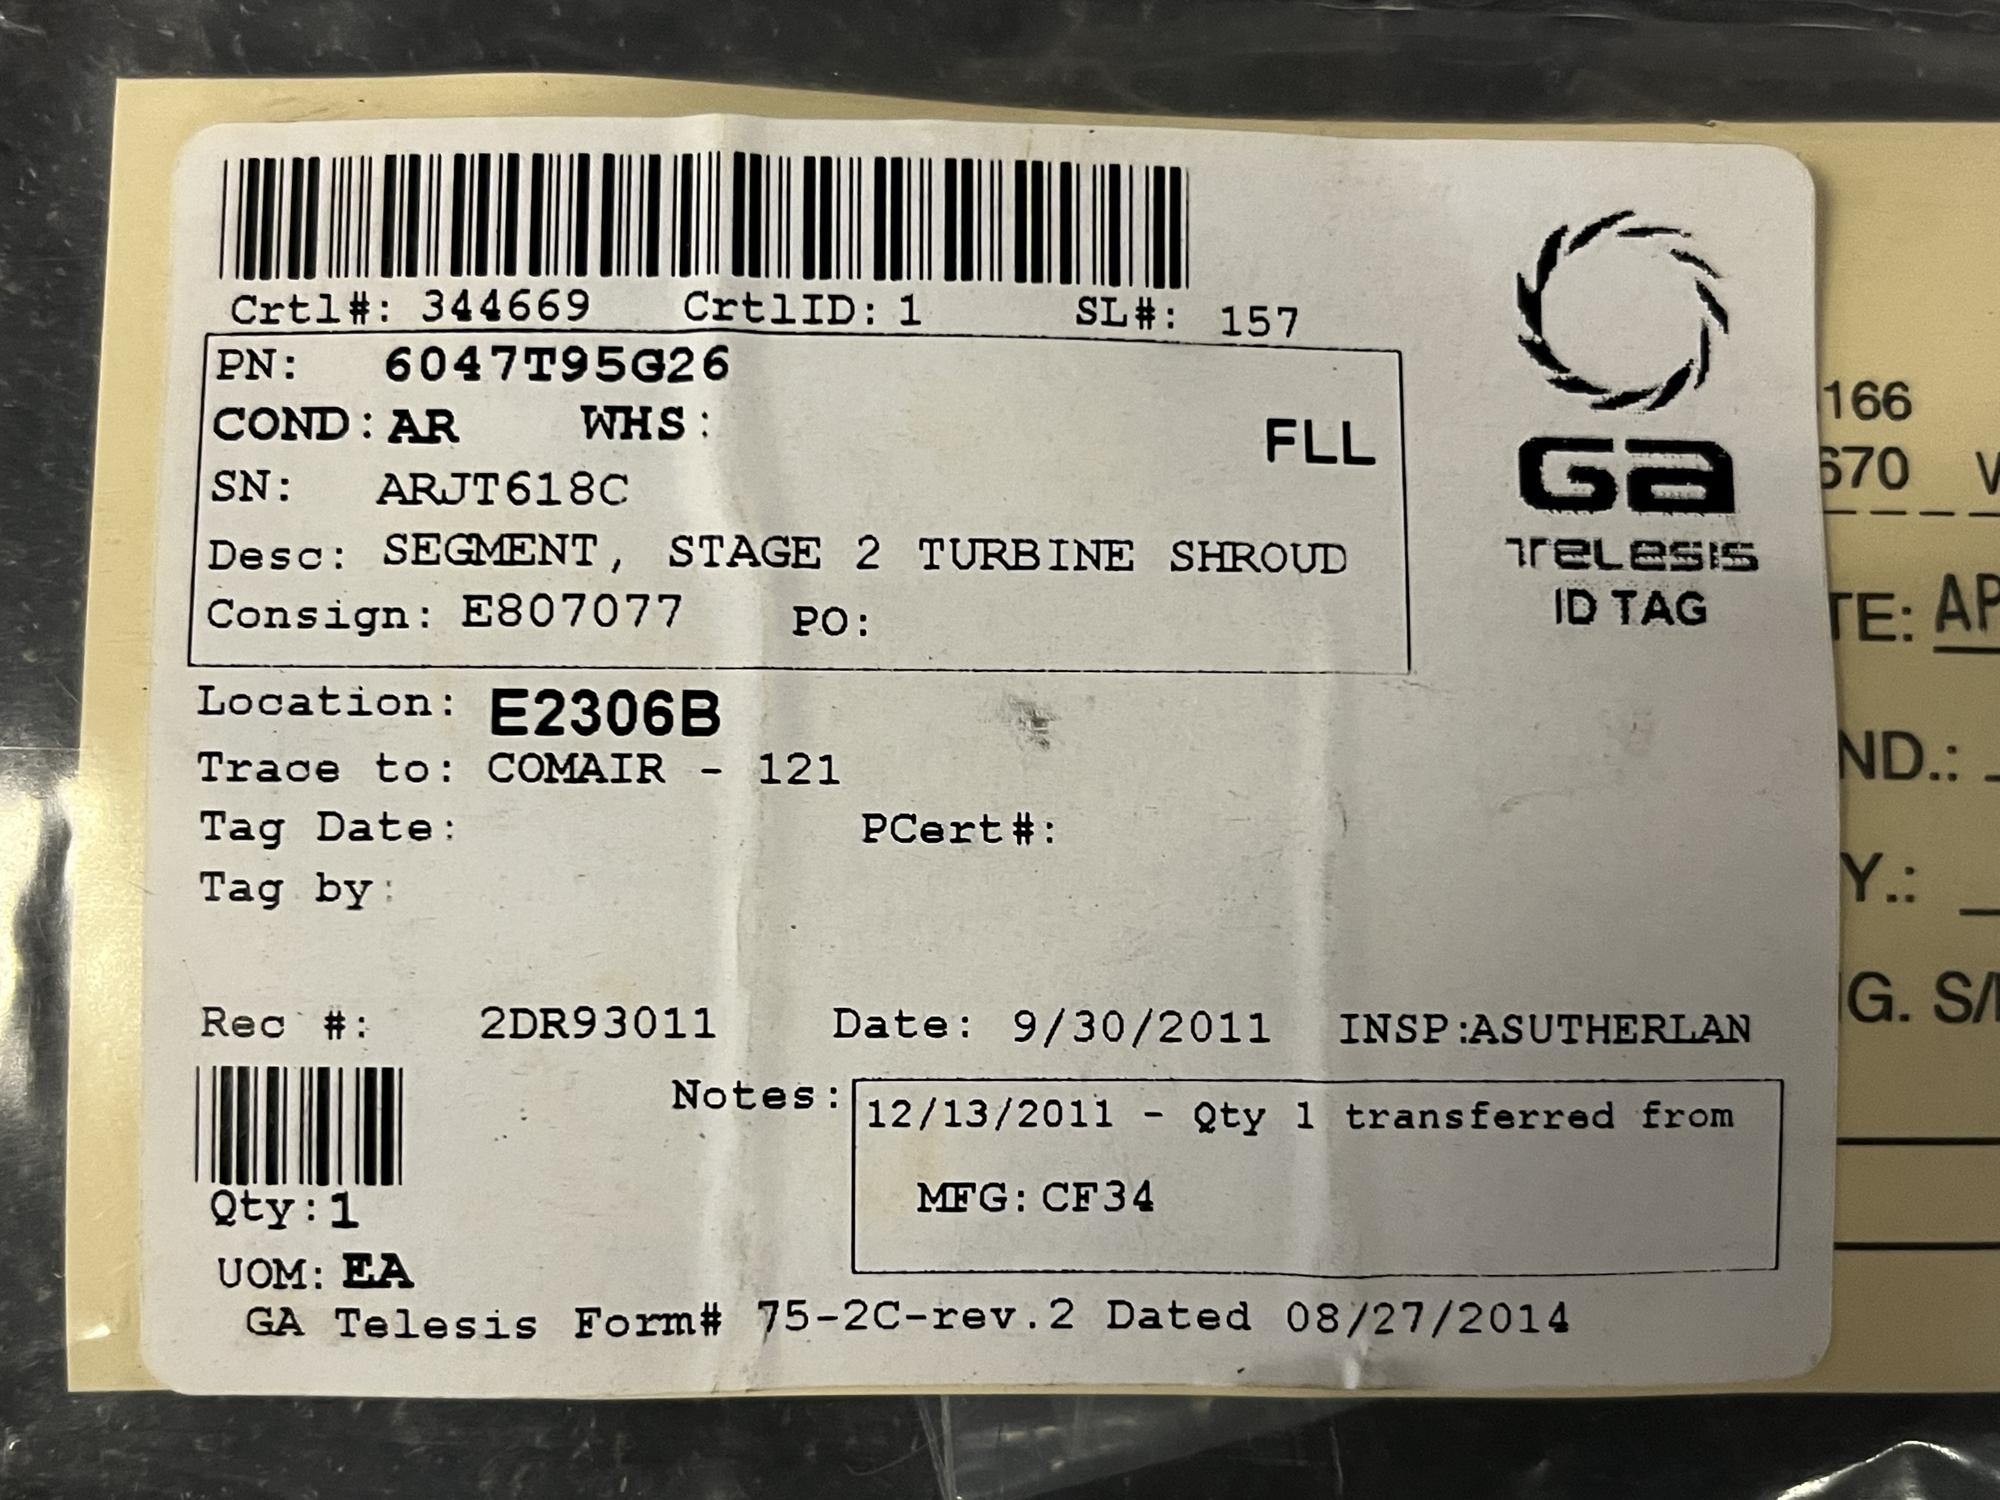 Crtl#: 344669 CrtlID: 1 SL#: 157
PN: 6047T95G26
COND: AR WHS: FLL
SN: ARJT618C
Desc: SEGMENT, STAGE 2 TURBINE SHROUD
Consign: E807077 PO:
Ga
TELESIS
ID TAG
Location: E2306B
Trace to: COMAIR - 121
Tag Date: PCert#:
Tag by:
Rec #: 2DR93011 Date: 9/30/2011 INSP:ASUTHERLAN
Notes: 12/13/2011 - Qty 1 transferred from
MFG: CF34
Qty: 1
UOM: EA
GA Telesis Form# 75-2C-rev.2 Dated 08/27/2014
166
670
TE: AP
ND.:
Y.:
G. S/